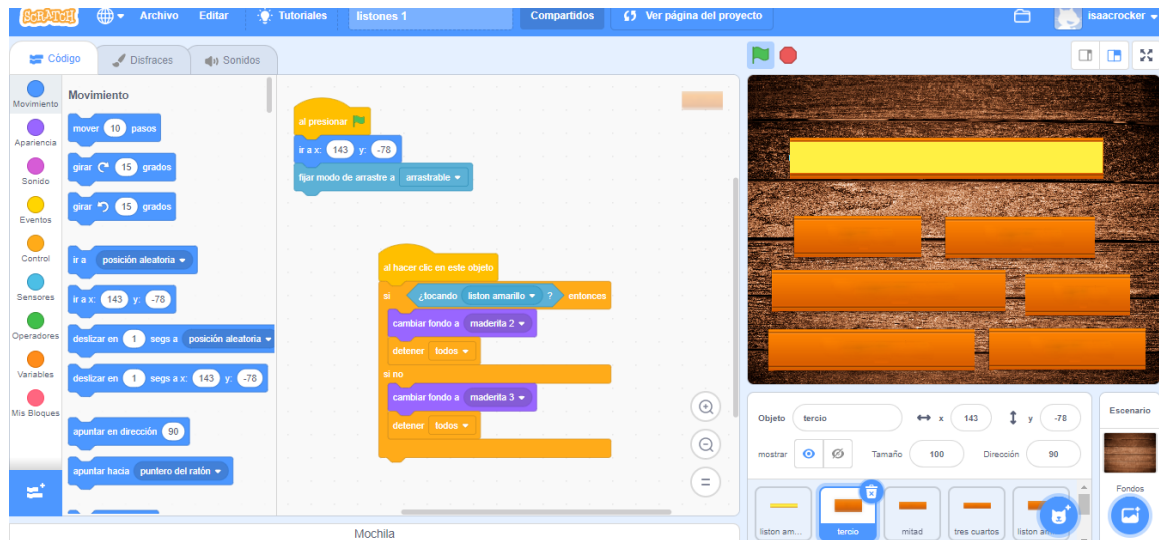 SCRATCH
Archivo
Editar
Tutoriales
listones 1
Compartidos
Ver página del proyecto
isaacrocker
Código
Disfraces
Sonidos
Movimiento
Apariencia
Sonido
Eventos
Control
Sensores
Operadores
Variables
Mis Bloques
Movimiento
mover 10 pasos
girar 15 grados
girar 15 grados
ir a posición aleatoria
ir a x: 143 y: -78
deslizar en 1 segs a posición aleatoria
deslizar en 1 segs a x: 143 y: -78
apuntar en dirección 90
apuntar hacia puntero del ratón
al presionar
ir a x: 143 y: -78
fijar modo de arrastre a arrastrable
al hacer clic en este objeto
si ¿tocando liston amarillo ? entonces
cambiar fondo a maderita 2
detener todos
si no
cambiar fondo a maderita 3
detener todos
Mochila
Objeto tercio x 143 y -78
mostrar Tamaño 100 Dirección 90
liston am...
tercio
mitad
tres cuartos
Escenario
Fondos